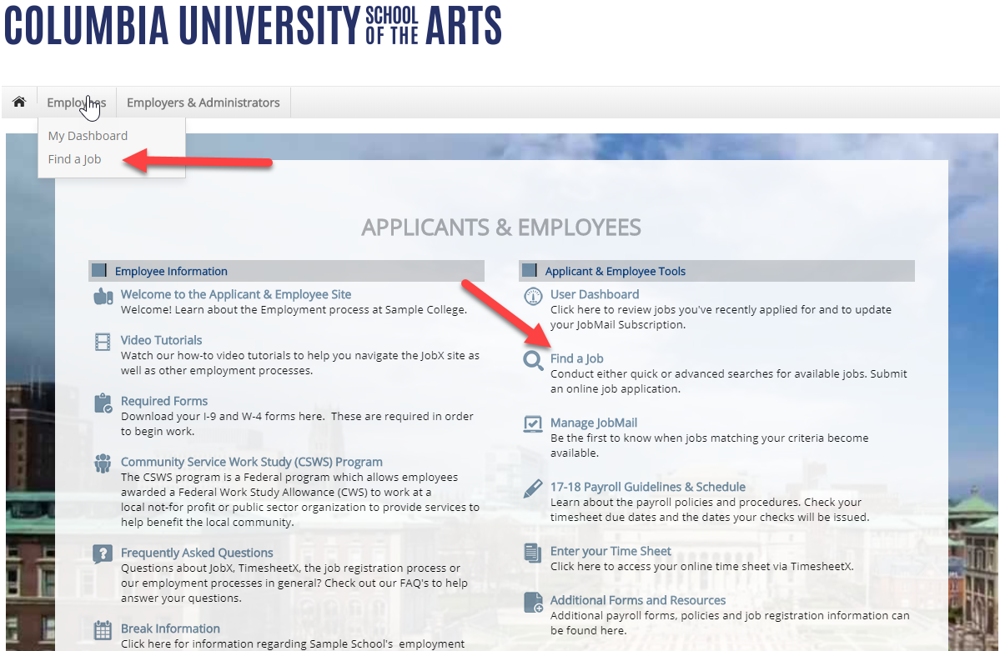 COLUMBIA UNIVERSITY SCHOOL OF THE ARTS
Employees Employers & Administrators
My Dashboard
Find a Job
APPLICANTS & EMPLOYEES
Employee Information
Welcome to the Applicant & Employee Site
Welcome! Learn about the Employment process at Sample College.
Video Tutorials
Watch our how-to video tutorials to help you navigate the JobX site as
well as other employment processes.
Required Forms
Download your I-9 and W-4 forms here.  These are required in order
to begin work.
Community Service Work Study (CSWS) Program
The CSWS program is a Federal program which allows employees
awarded a Federal Work Study Allowance (CWS) to work at a
local not-for profit or public sector organization to provide services to
help benefit the local community.
Frequently Asked Questions
Questions about JobX, TimesheetX, the job registration process or
our employment processes in general? Check out our FAQ's to help
answer your questions.
Break Information
Click here for information regarding Sample School's  employment
Applicant & Employee Tools
User Dashboard
Click here to review jobs you've recently applied for and to update
your JobMail Subscription.
Find a Job
Conduct either quick or advanced searches for available jobs. Submit
an online job application.
Manage JobMail
Be the first to know when jobs matching your criteria become
available.
17-18 Payroll Guidelines & Schedule
Learn about the payroll policies and procedures. Check your
timesheet due dates and the dates your checks will be issued.
Enter your Time Sheet
Click here to access your online time sheet via TimesheetX.
Additional Forms and Resources
Additional payroll forms, policies and job registration information can
be found here.